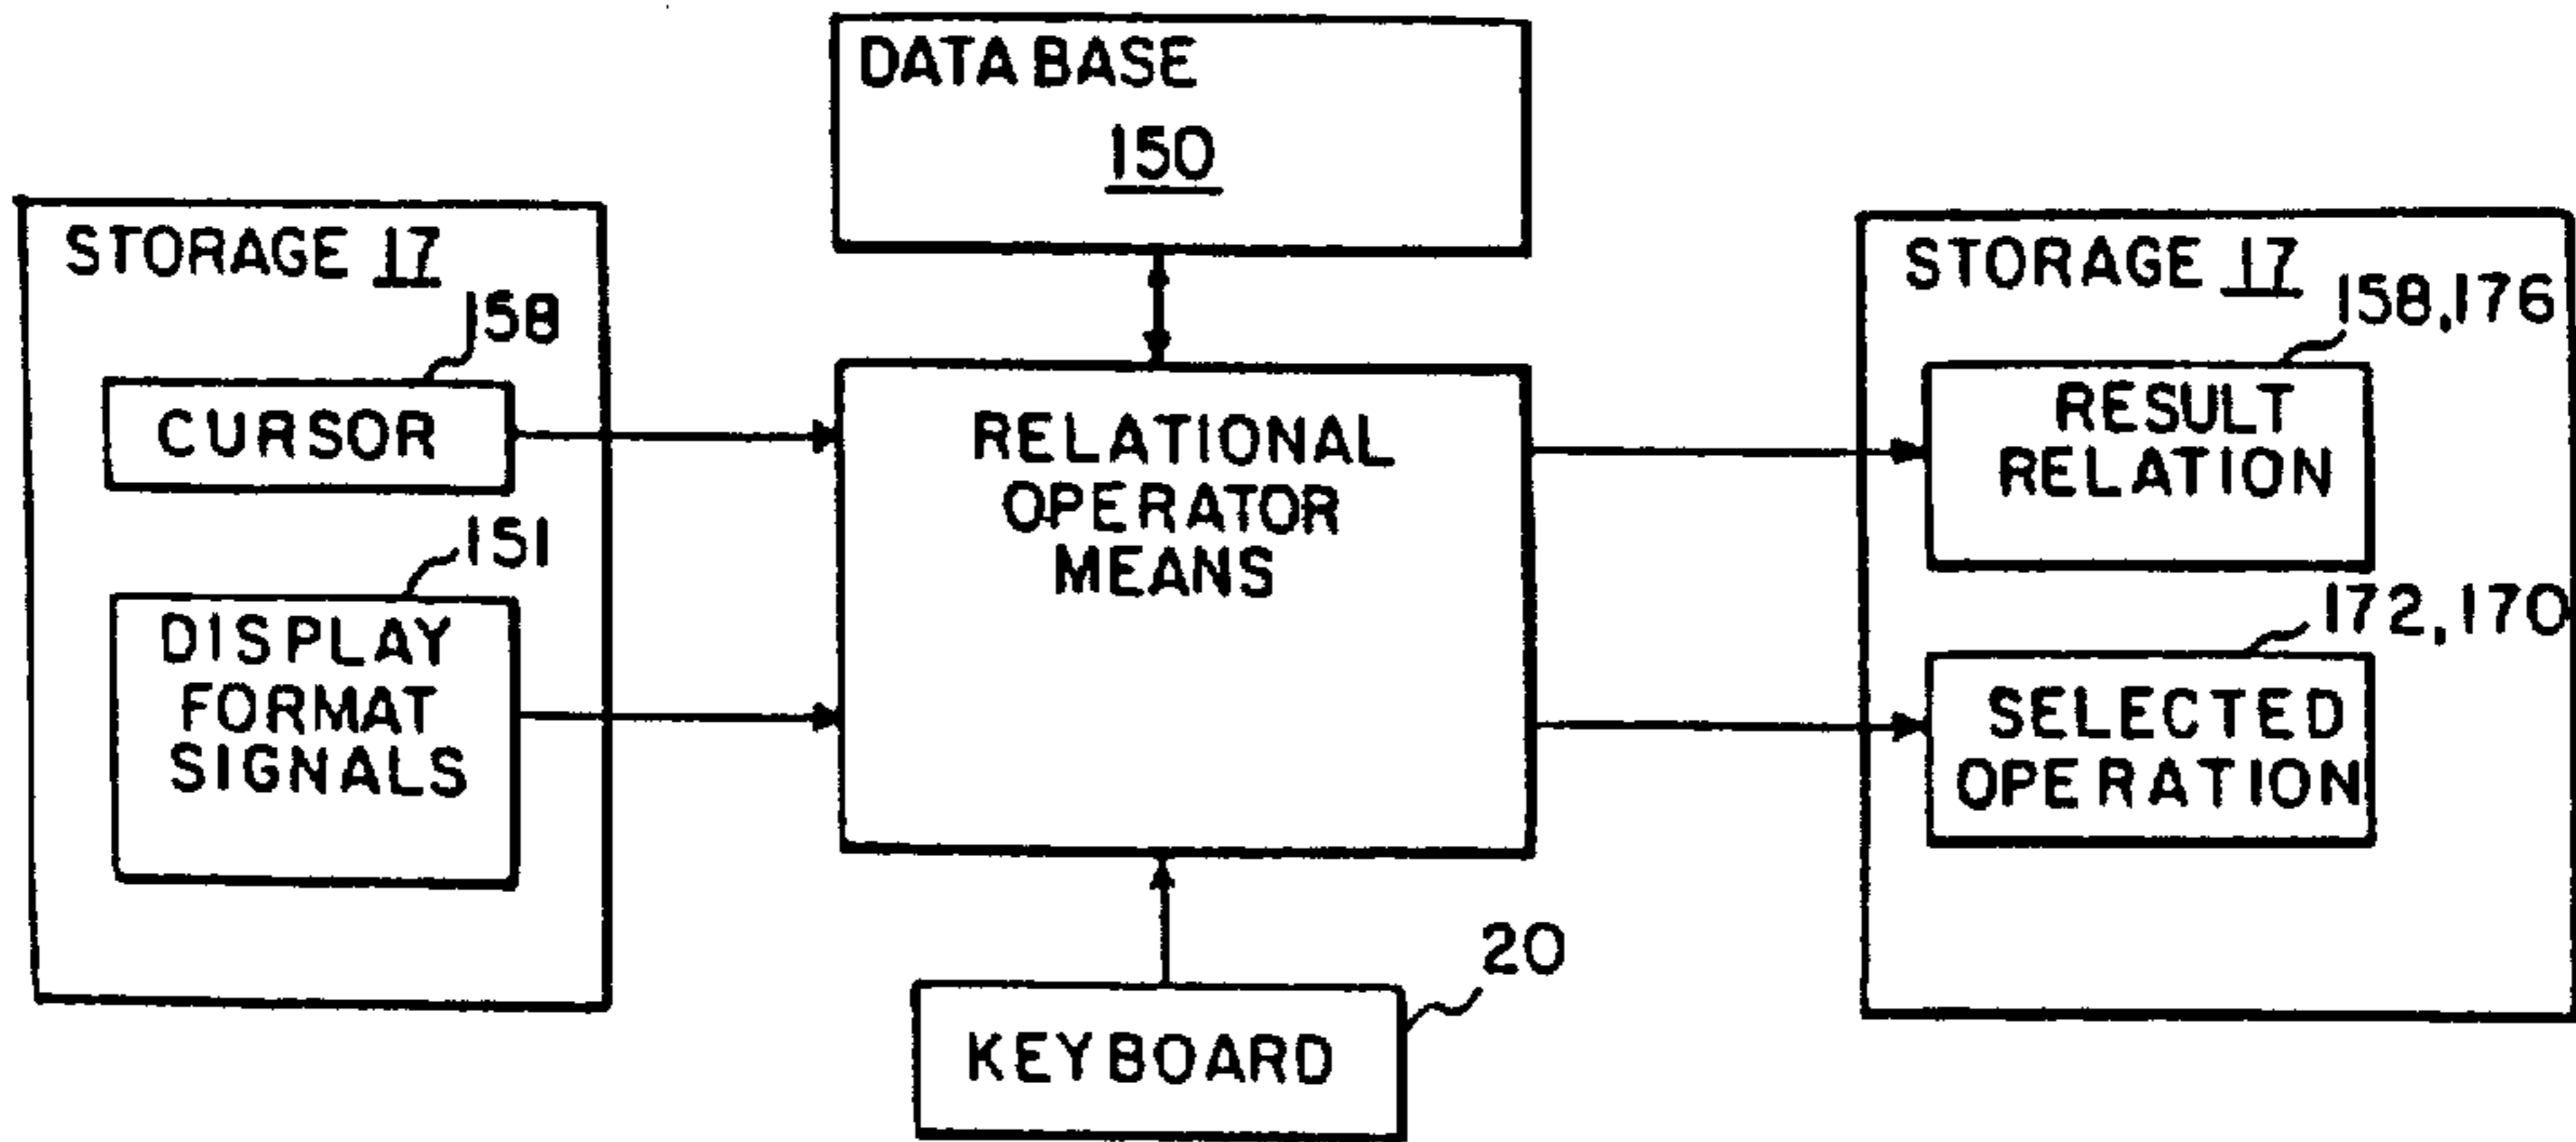 DATA BASE
150
STORAGE 17
158
CURSOR
151
DISPLAY
FORMAT
SIGNALS
RELATIONAL
OPERATOR
MEANS
20
KEYBOARD
STORAGE 17
158,176
RESULT
RELATION
172,170
SELECTED
OPERATION